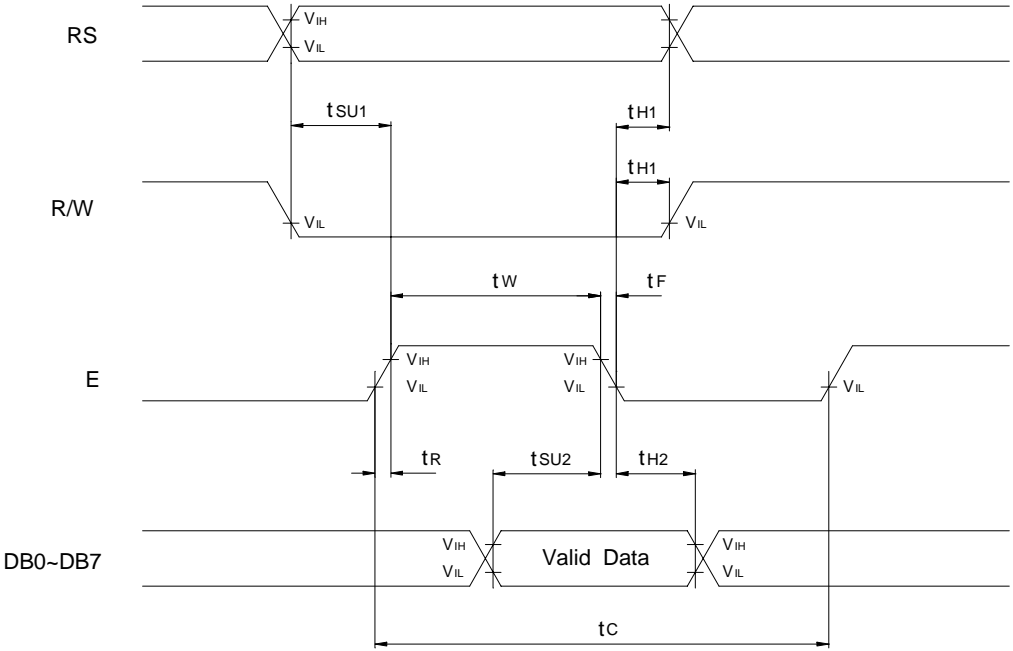 RS
VIH
VIL
tSU1
tH1
R/W
tH1
VIL
VIL
tW
tF
E
VIH
VIH
VIL
VIL
VIL
tR
tSU2
tH2
DB0~DB7
VIH
VIL
Valid Data
VIH
VIL
tC